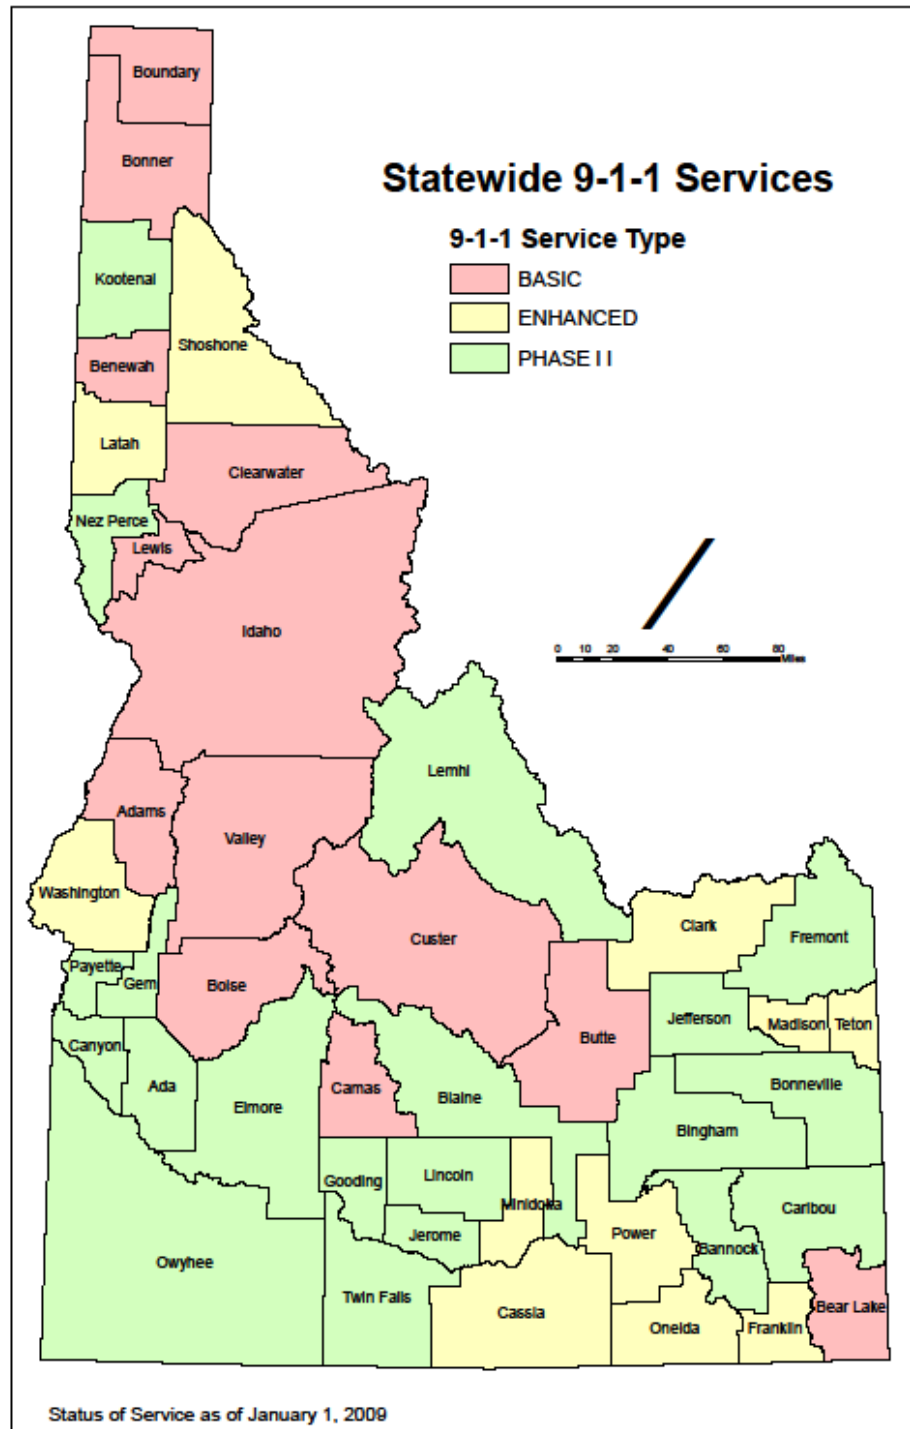 Boundary
Bonner
Statewide 9-1-1 Services
9-1-1 Service Type
BASIC
ENHANCED
PHASE I I
Kootenai
Shoshone
Benewah
Latah
Clearwater
Nez Perce
Lewis
Idaho
0 10 20 40 60 80
Miles
Lemhi
Adams
Valley
Washington
Clark
Custer
Fremont
Payette
Gem
Boise
Jefferson
Madison
Teton
Canyon
Butte
Ada
Camas
Blaine
Bonneville
Elmore
Bingham
Gooding
Lincoln
Minidoka
Caribou
Jerome
Power
Bannock
Owyhee
Twin Falls
Cassia
Oneida
Franklin
Bear Lake
Status of Service as of January 1, 2009